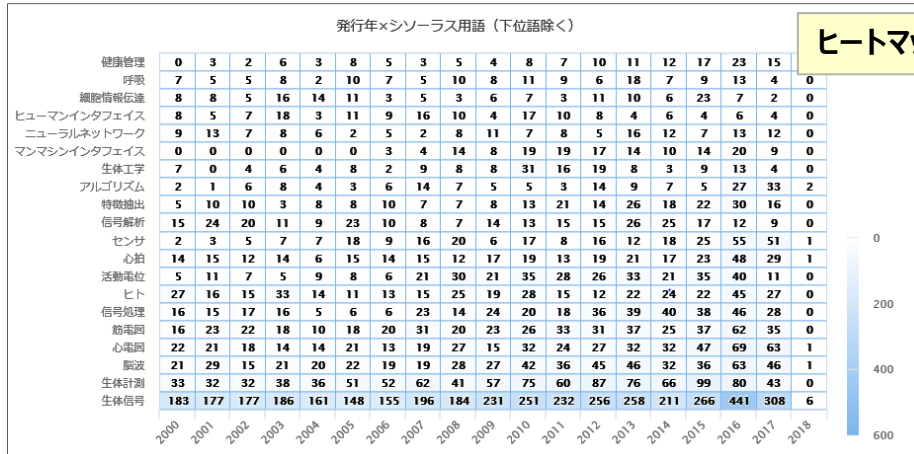 発行年×シソーラス用語（下位語除く）
ヒートマッ
健康管理 0 3 2 6 3 8 5 3 5 4 8 7 10 11 12 17 23 15
呼吸 7 5 5 8 2 10 7 5 10 8 11 9 6 18 7 9 13 4 0
細胞情報伝達 8 8 5 16 14 11 3 5 3 6 7 3 11 10 6 23 7 2 0
ヒューマンインタフェイス 8 5 7 18 3 11 9 16 10 4 17 10 8 4 6 4 6 4 0
ニューラルネットワーク 9 13 7 8 6 2 5 2 8 11 7 8 5 16 12 7 13 12 0
マンマシンインタフェイス 0 0 0 0 0 0 3 4 14 8 19 19 17 14 10 14 20 9 0
生体工学 7 0 4 6 4 8 2 9 8 8 31 16 19 8 3 9 13 4 0
アルゴリズム 2 1 6 8 4 3 6 14 7 5 5 3 14 9 7 5 27 33 2
特徴抽出 5 10 10 3 8 8 10 7 7 8 13 21 14 26 18 22 30 16 0
信号解析 15 24 20 11 9 23 10 8 7 14 13 15 15 26 25 17 12 9 0
センサ 2 3 5 7 7 18 9 16 20 6 17 8 16 12 18 25 55 51 1
心拍 14 15 12 14 6 15 14 15 12 17 19 13 19 21 17 23 48 29 1
活動電位 5 11 7 5 9 8 6 21 30 21 35 28 26 33 21 35 40 11 0
ヒト 27 16 15 33 14 11 13 15 25 19 28 15 12 22 24 22 45 27 0
信号処理 16 15 17 16 5 6 6 23 14 24 20 18 36 39 40 38 46 28 0
筋電図 16 23 22 18 10 18 20 31 20 23 26 33 31 37 25 37 62 35 0
心電図 22 21 18 14 14 21 13 19 27 15 32 24 27 32 32 47 69 63 1
脳波 21 29 15 21 20 22 19 19 28 27 42 36 45 46 32 36 63 46 1
生体計測 33 32 32 38 36 51 52 62 41 57 75 60 87 76 66 99 80 43 0
生体信号 183 177 177 186 161 148 155 196 184 231 251 232 256 258 211 266 441 308 6
2000 2001 2002 2003 2004 2005 2006 2007 2008 2009 2010 2011 2012 2013 2014 2015 2016 2017 2018
0
200
400
600